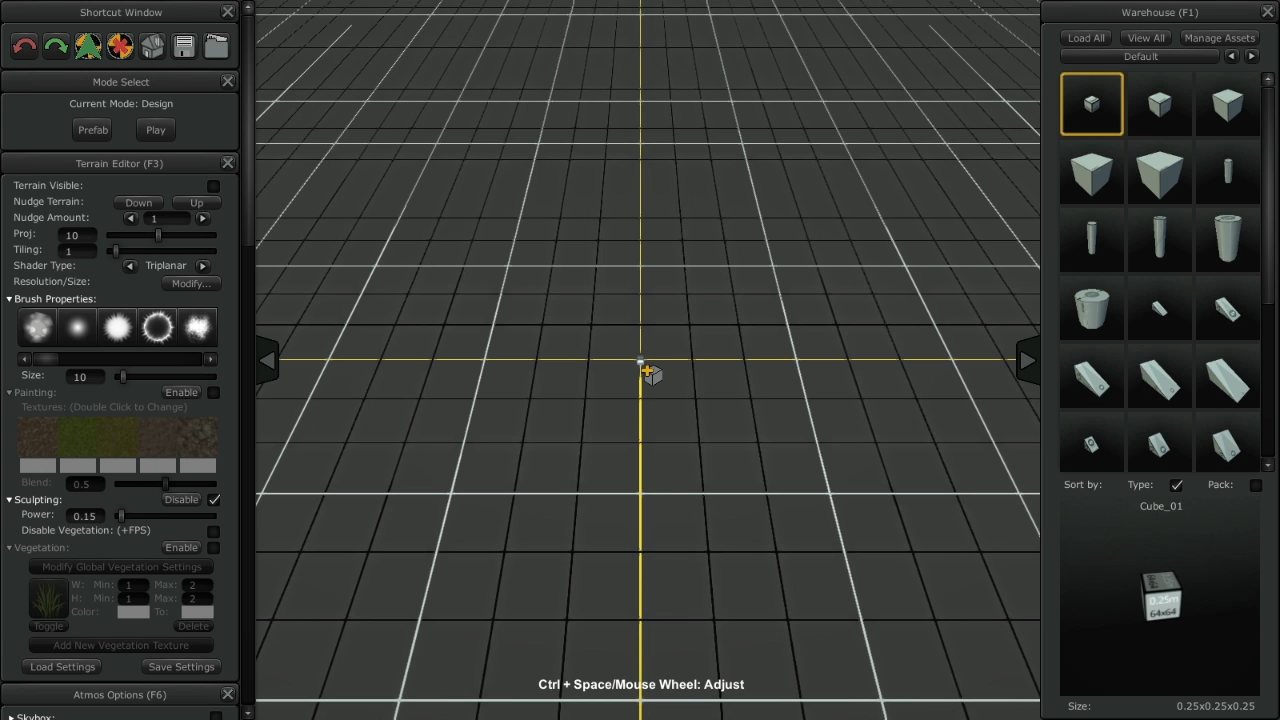 Shortcut Window
Mode Select
Current Mode: Design
Prefab Play
Terrain Editor (F3)
Terrain Visible:
Nudge Terrain: Down Up
Nudge Amount: 1
Proj: 10
Tiling: 1
Shader Type: Triplanar
Resolution/Size: Modify...
Brush Properties:
Size: 10
Painting: Enable
Textures: (Double Click to Change)
Blend: 0.5
Sculpting: Disable
Power: 0.15
Disable Vegetation: (+FPS)
Vegetation: Enable
Modify Global Vegetation Settings
W: Min: 1 Max: 2
H: Min: 1 Max: 2
Color: To:
Toggle Delete
Add New Vegetation Texture
Load Settings Save Settings
Atmos Options (F6)
Skybox:
Ctrl + Space/Mouse Wheel: Adjust
Warehouse (F1)
Load All View All Manage Assets
Default
Sort by: Type: Pack:
Cube_01
0.25m
64x64
Size: 0.25x0.25x0.25